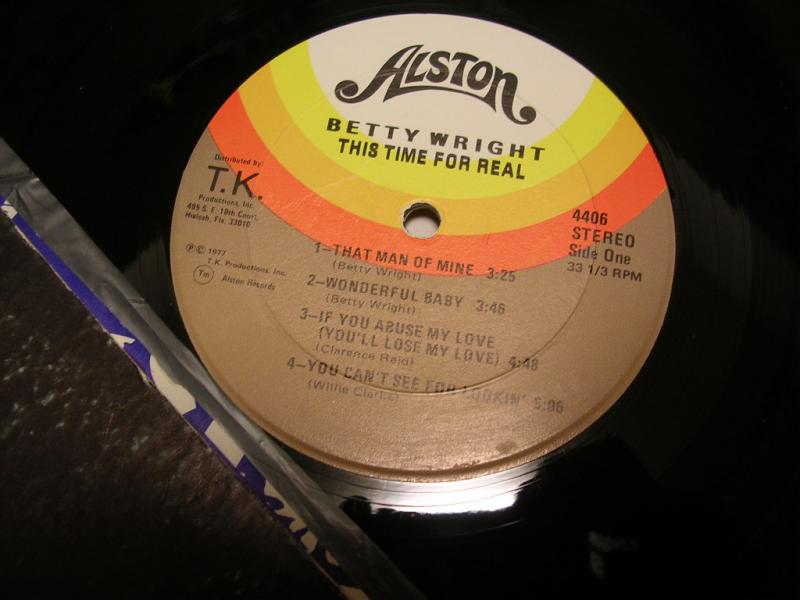 ALSTON
BETTY WRIGHT
THIS TIME FOR REAL
Distributed by:
T.K.
Productions, Inc.
495 S. E. 10th Court,
Hialeah, Fla. 33010
4406
STEREO
Side One
33 1/3 RPM
Ⓟ © 1977
T.K. Productions, Inc.
Tm
Alston Records
1–THAT MAN OF MINE 3:25
(Betty Wright)
2–WONDERFUL BABY 3:46
(Betty Wright)
3–IF YOU ABUSE MY LOVE
(YOU'LL LOSE MY LOVE) 4:48
(Clarence Reid)
4–YOU CAN'T SEE FOR LOOKIN' 5:06
(Willie Clarke)